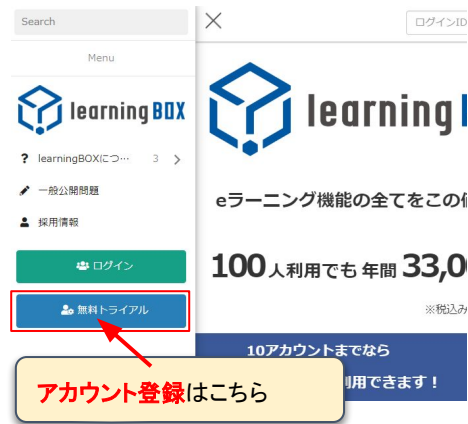 Search
Menu
learningBOX
? learningBOXにつ… 3
一般公開問題
採用情報
ログイン
無料トライアル
アカウント登録はこちら
ログインID
learning
eラーニング機能の全てをこの
100人利用でも 年間 33,00
※税込み
10アカウントまでなら
用できます！